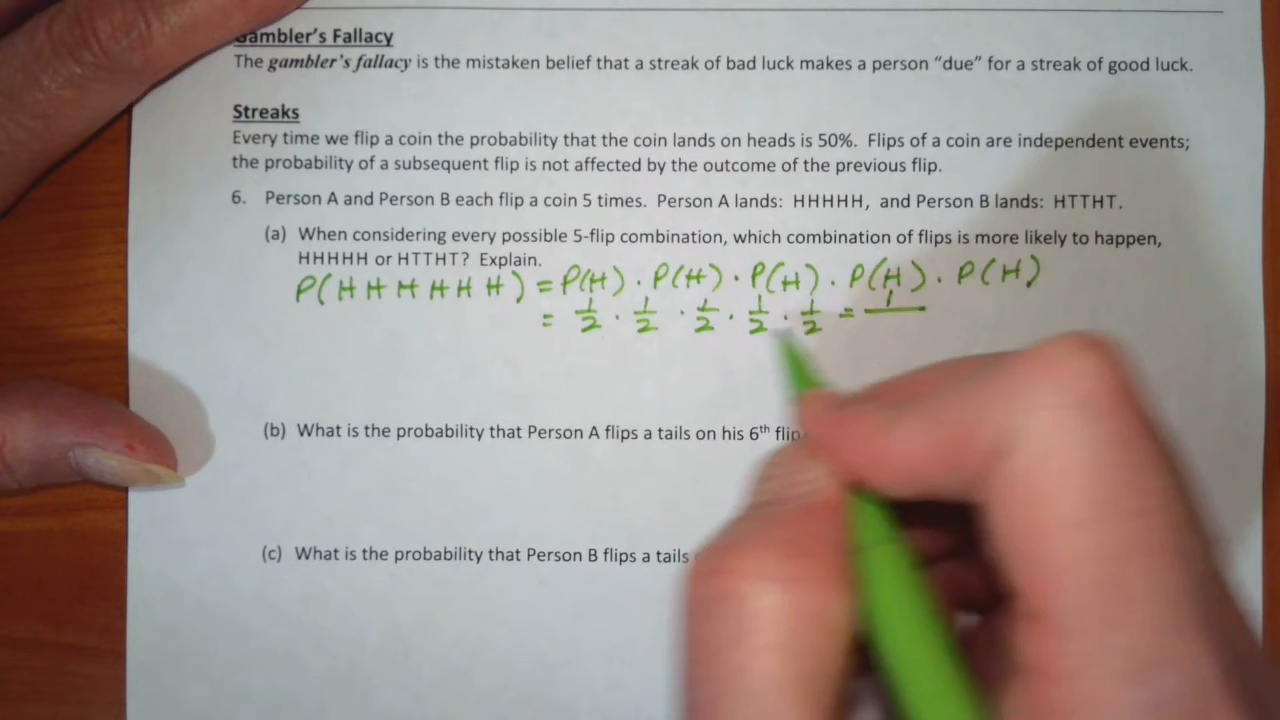 Gambler's Fallacy
The gambler's fallacy is the mistaken belief that a streak of bad luck makes a person "due" for a streak of good luck.
Streaks
Every time we flip a coin the probability that the coin lands on heads is 50%. Flips of a coin are independent events;
the probability of a subsequent flip is not affected by the outcome of the previous flip.
6. Person A and Person B each flip a coin 5 times. Person A lands: HHHHH, and Person B lands: HTTHT.
(a) When considering every possible 5-flip combination, which combination of flips is more likely to happen,
HHHHH or HTTHT? Explain.
P(HHHHHH) = P(H) · P(H) · P(H) · P(H) · P(H)
= 1/2 · 1/2 · 1/2 · 1/2 · 1/2 = 1/
(b) What is the probability that Person A flips a tails on his 6th flip
(c) What is the probability that Person B flips a tails